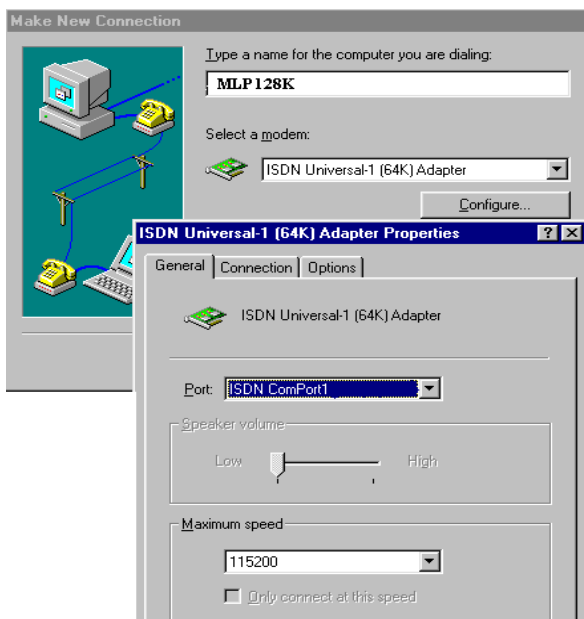 Make New Connection
Type a name for the computer you are dialing:
MLP128K
Select a modem:
ISDN Universal-1 (64K) Adapter
Configure...
ISDN Universal-1 (64K) Adapter Properties
General Connection Options
ISDN Universal-1 (64K) Adapter
Port: ISDN ComPort1
Speaker volume
Low High
Maximum speed
115200
Only connect at this speed